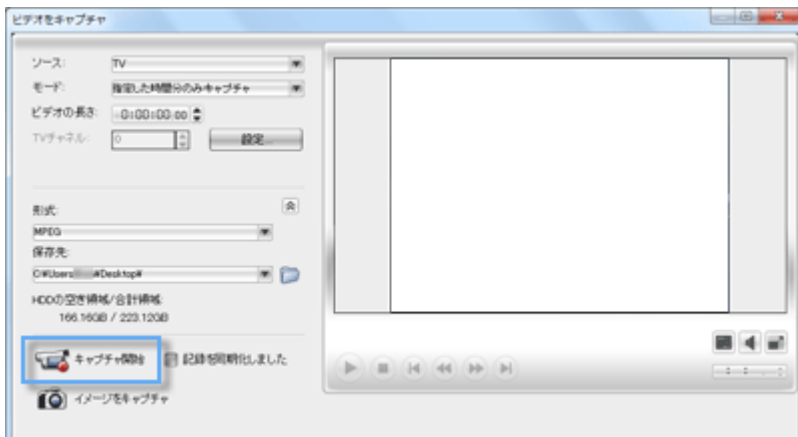 ビデオをキャプチャ
ソース: TV
モード: 指定した時間分のみキャプチャ
ビデオの長さ: 0:00:00 00
TVチャネル: 0 設定...
形式:
MPEG
保存先:
C:¥Users ¥Desktop¥
HDDの空き領域/合計領域:
166.16GB / 223.12GB
キャプチャ開始 記録を同期化しました
イメージをキャプチャ